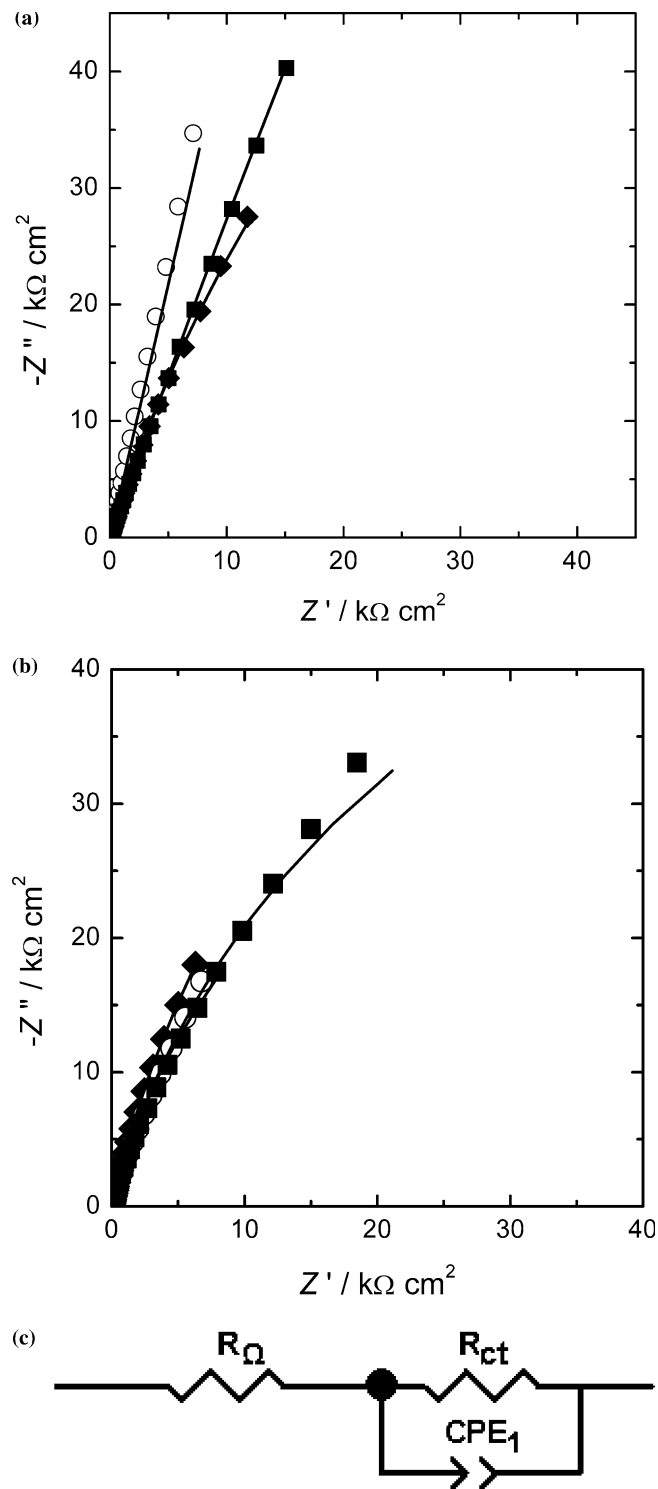 (a)
40
30
20
10
0
-Z'' / kΩ cm²
0 10 20 30 40
Z' / kΩ cm²
(b)
40
30
20
10
0
-Z'' / kΩ cm²
0 10 20 30 40
Z' / kΩ cm²
(c)
RΩ Rct
CPE1